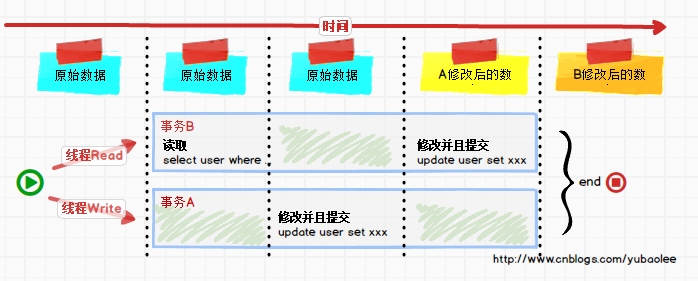 时间
原始数据
原始数据
原始数据
A修改后的数
B修改后的数
事务B
读取
select user where ..
修改并且提交
update user set xxx
线程Read
线程Write
事务A
修改并且提交
update user set xxx
end
http://www.cnblogs.com/yubaolee